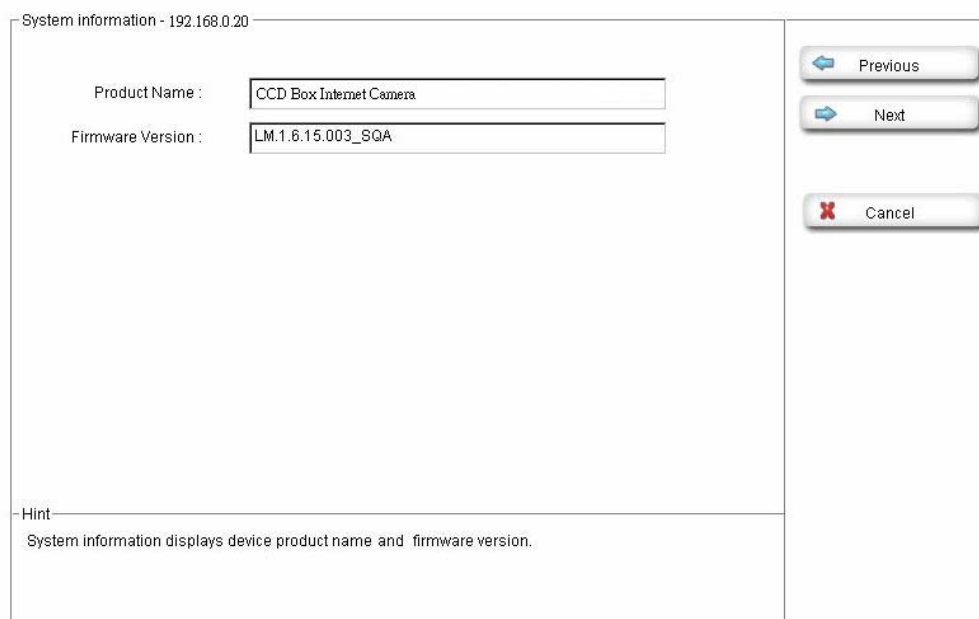 System information - 192.168.0.20
Product Name :
CCD Box Internet Camera
Firmware Version :
LM.1.6.15.003_SQA
Previous
Next
Cancel
Hint
System information displays device product name and firmware version.